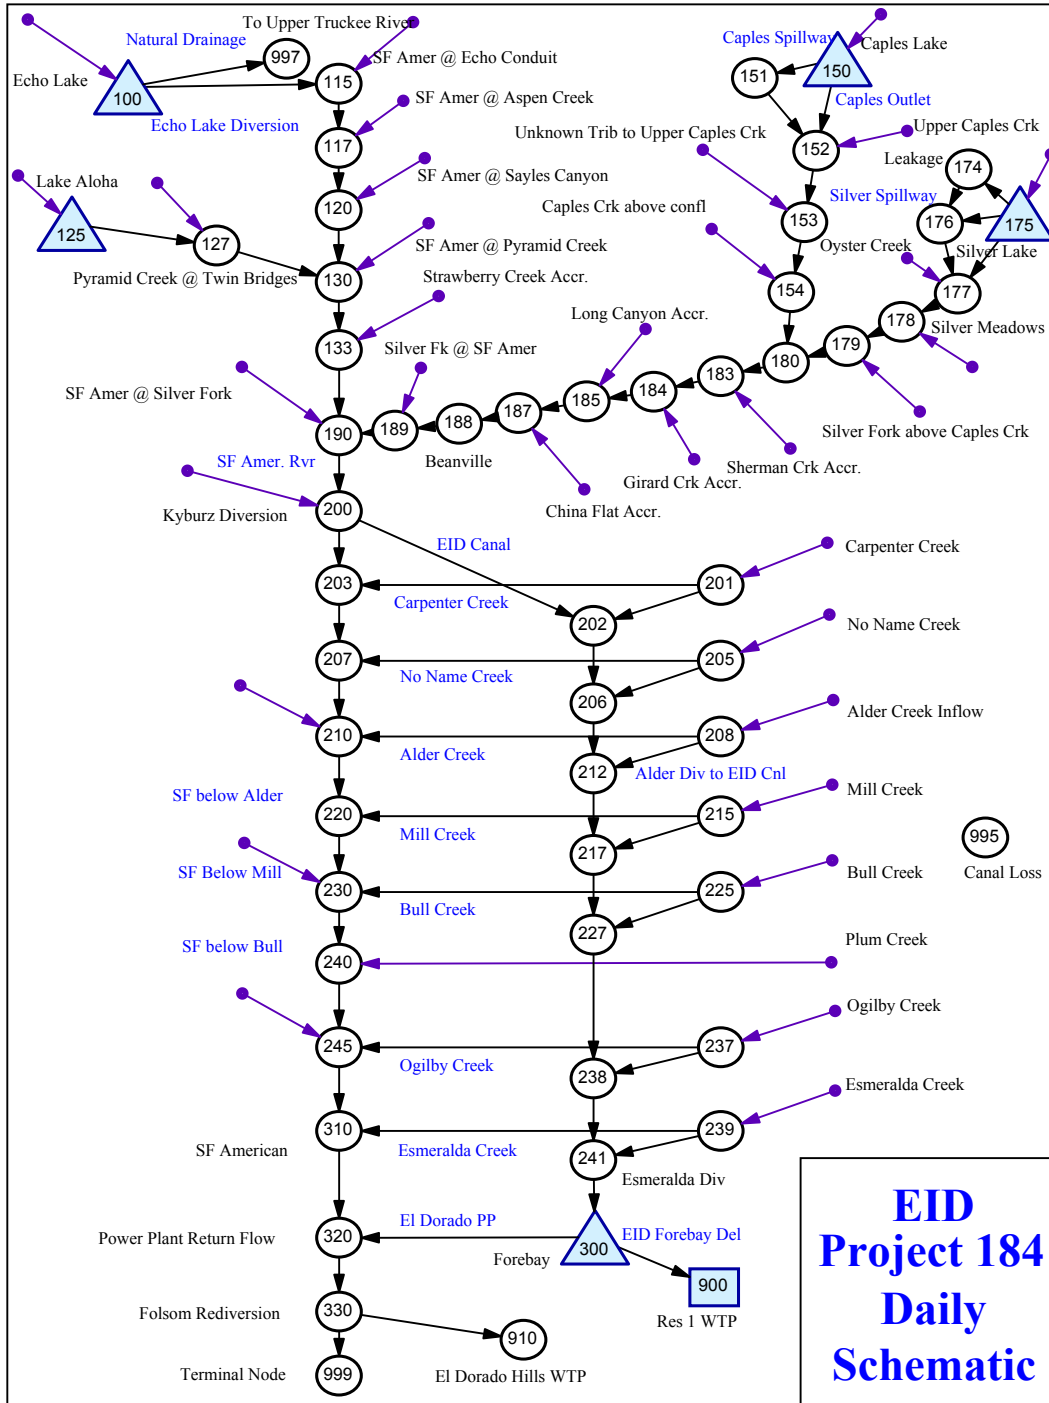 To Upper Truckee River
Natural Drainage
997
SF Amer @ Echo Conduit
Caples Spillway
Caples Lake
Echo Lake
100
115
151
150
Echo Lake Diversion
SF Amer @ Aspen Creek
Caples Outlet
117
Unknown Trib to Upper Caples Crk
Upper Caples Crk
152
Leakage
174
Lake Aloha
SF Amer @ Sayles Canyon
120
Silver Spillway
Caples Crk above confl
153
176
175
125
127
SF Amer @ Pyramid Creek
Oyster Creek
Silver Lake
Pyramid Creek @ Twin Bridges
130
Strawberry Creek Accr.
154
177
Long Canyon Accr.
178
Silver Meadows
133
Silver Fk @ SF Amer
179
180
SF Amer @ Silver Fork
183
184
185
187
188
189
190
Silver Fork above Caples Crk
Beanville
SF Amer. Rvr
Sherman Crk Accr.
Girard Crk Accr.
China Flat Accr.
Kyburz Diversion
200
EID Canal
Carpenter Creek
203
201
Carpenter Creek
202
No Name Creek
207
205
No Name Creek
206
Alder Creek Inflow
210
208
Alder Creek
212
Alder Div to EID Cnl
SF below Alder
Mill Creek
220
215
Mill Creek
217
995
SF Below Mill
Bull Creek
Canal Loss
230
225
Bull Creek
227
SF below Bull
Plum Creek
240
Ogilby Creek
245
237
Ogilby Creek
238
Esmeralda Creek
310
239
SF American
Esmeralda Creek
241
Esmeralda Div
El Dorado PP
EID Forebay Del
Power Plant Return Flow
320
Forebay
300
900
Folsom Rediversion
330
Res 1 WTP
910
Terminal Node
999
El Dorado Hills WTP
EID
Project 184
Daily
Schematic